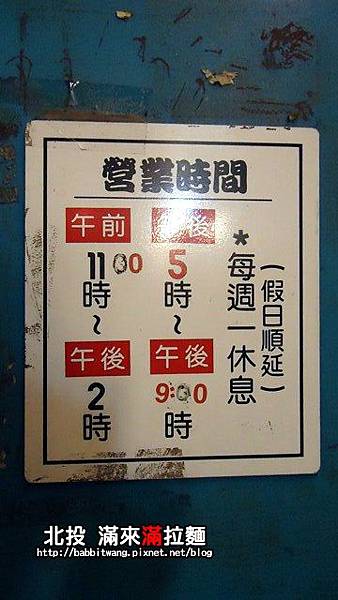 營業時間
午前
11 00
時~
午後
2
時
午後
5
時~
午後
9:00
時
*每週一休息
(假日順延)
北投 滿來滿拉麵
http://babbitwang.pixnet.net/blog